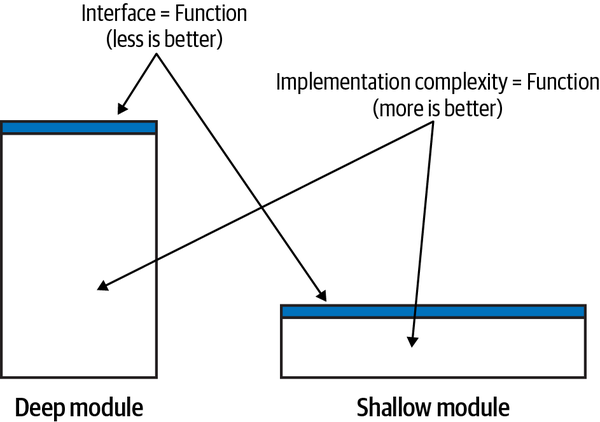 Interface = Function
(less is better)
Implementation complexity = Function
(more is better)
Deep module
Shallow module